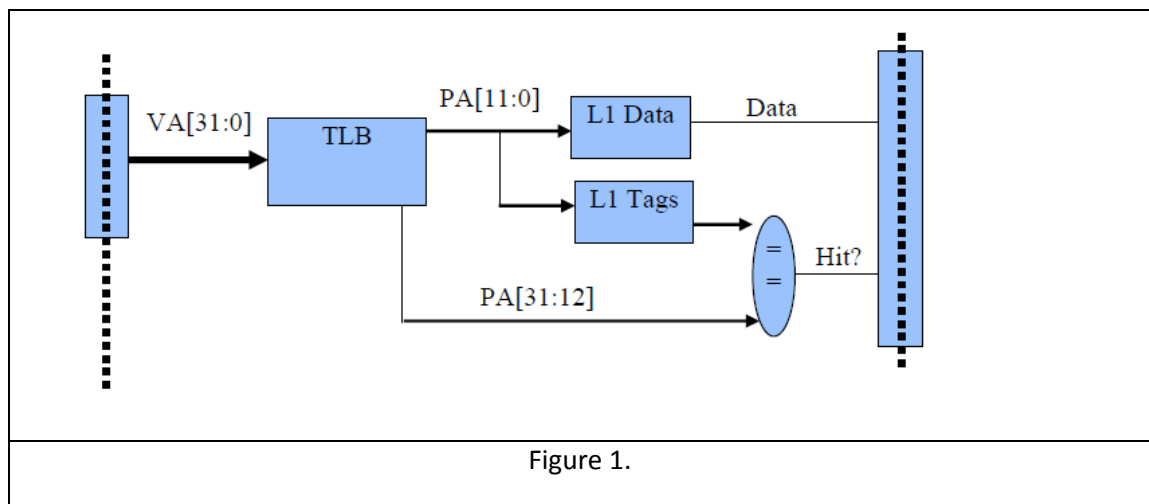 VA[31:0]
TLB
PA[11:0]
L1 Data
Data
L1 Tags
=
=
Hit?
PA[31:12]
Figure 1.